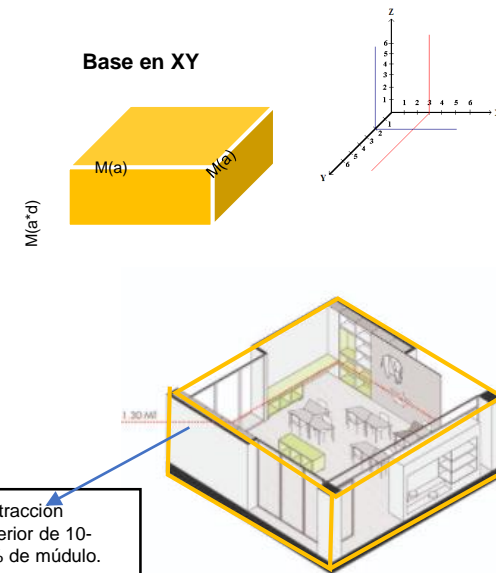 Z
6
5
4
3
2
1
1 2 3 4 5 6
1
2
3
4
5
6
Y
Base en XY
M(a)
M(a)
M(a*d)
1.30 Mt
tracción
erior de 10-
% de múdulo.